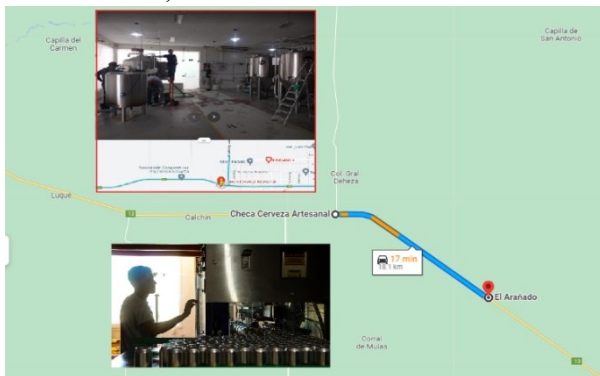 Capilla del
Carmen
Capilla de
San Antonio
Col. Gral.
Deheza
Luque
13
Calchín
Checa Cerveza Artesanal
17 min
18.1 km
El Arañado
Corral
de Mulas
13